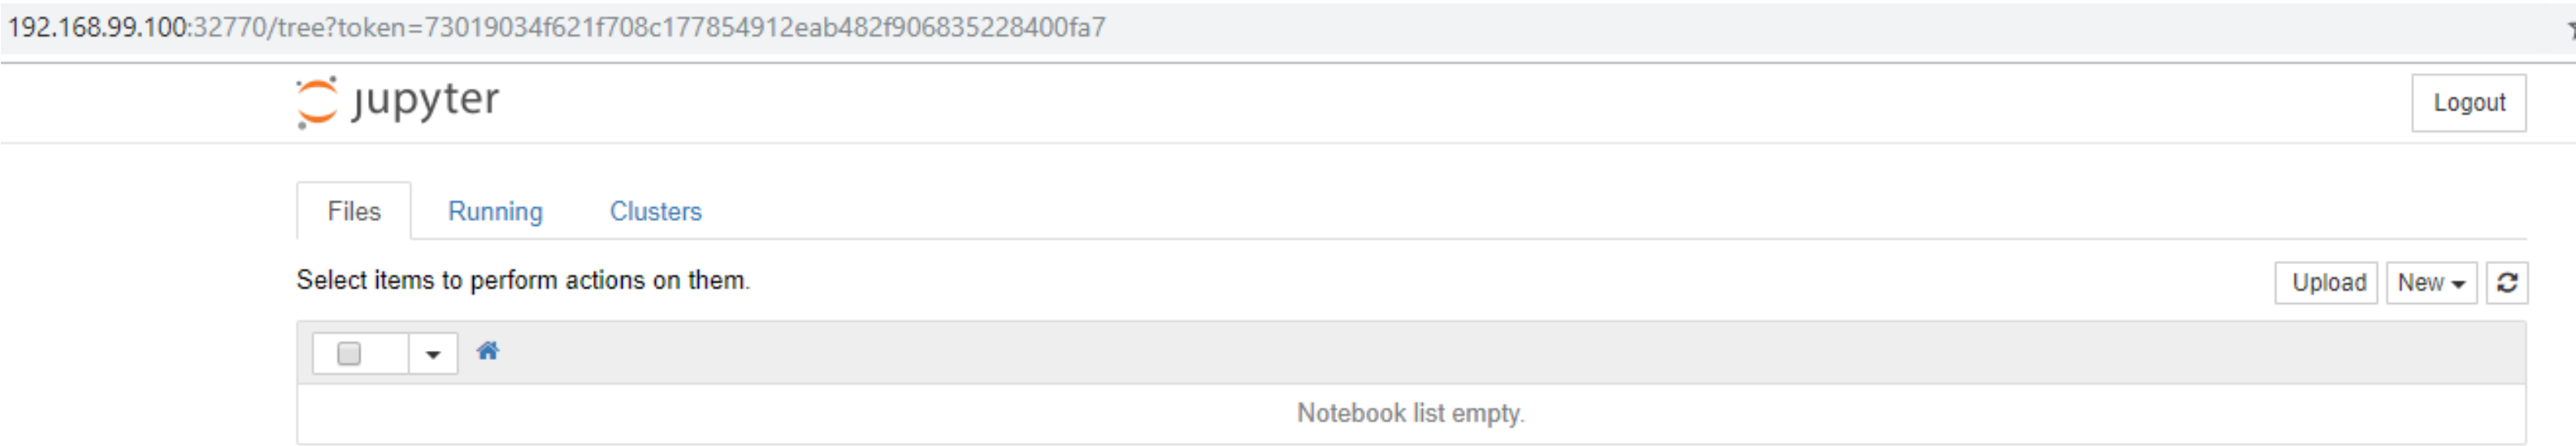 192.168.99.100:32770/tree?token=73019034f621f708c177854912eab482f906835228400fa7
jupyter
Logout
Files Running Clusters
Select items to perform actions on them.
Upload New
Notebook list empty.